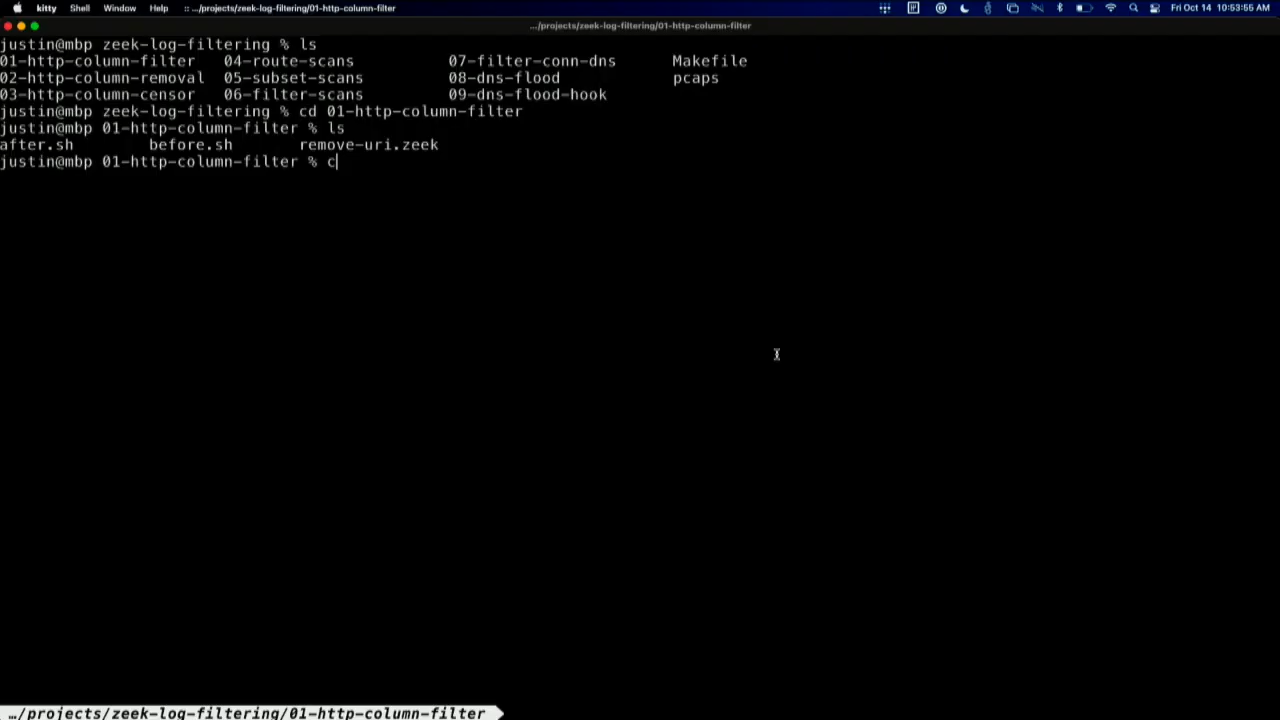 kitty Shell Window Help :: .../projects/zeek-log-filtering/01-http-column-filter Fri Oct 14 10:53:55 AM
.../projects/zeek-log-filtering/01-http-column-filter
justin@mbp zeek-log-filtering % ls
01-http-column-filter 04-route-scans 07-filter-conn-dns Makefile
02-http-column-removal 05-subset-scans 08-dns-flood pcaps
03-http-column-censor 06-filter-scans 09-dns-flood-hook
justin@mbp zeek-log-filtering % cd 01-http-column-filter
justin@mbp 01-http-column-filter % ls
after.sh before.sh remove-uri.zeek
justin@mbp 01-http-column-filter % c
…/projects/zeek-log-filtering/01-http-column-filter